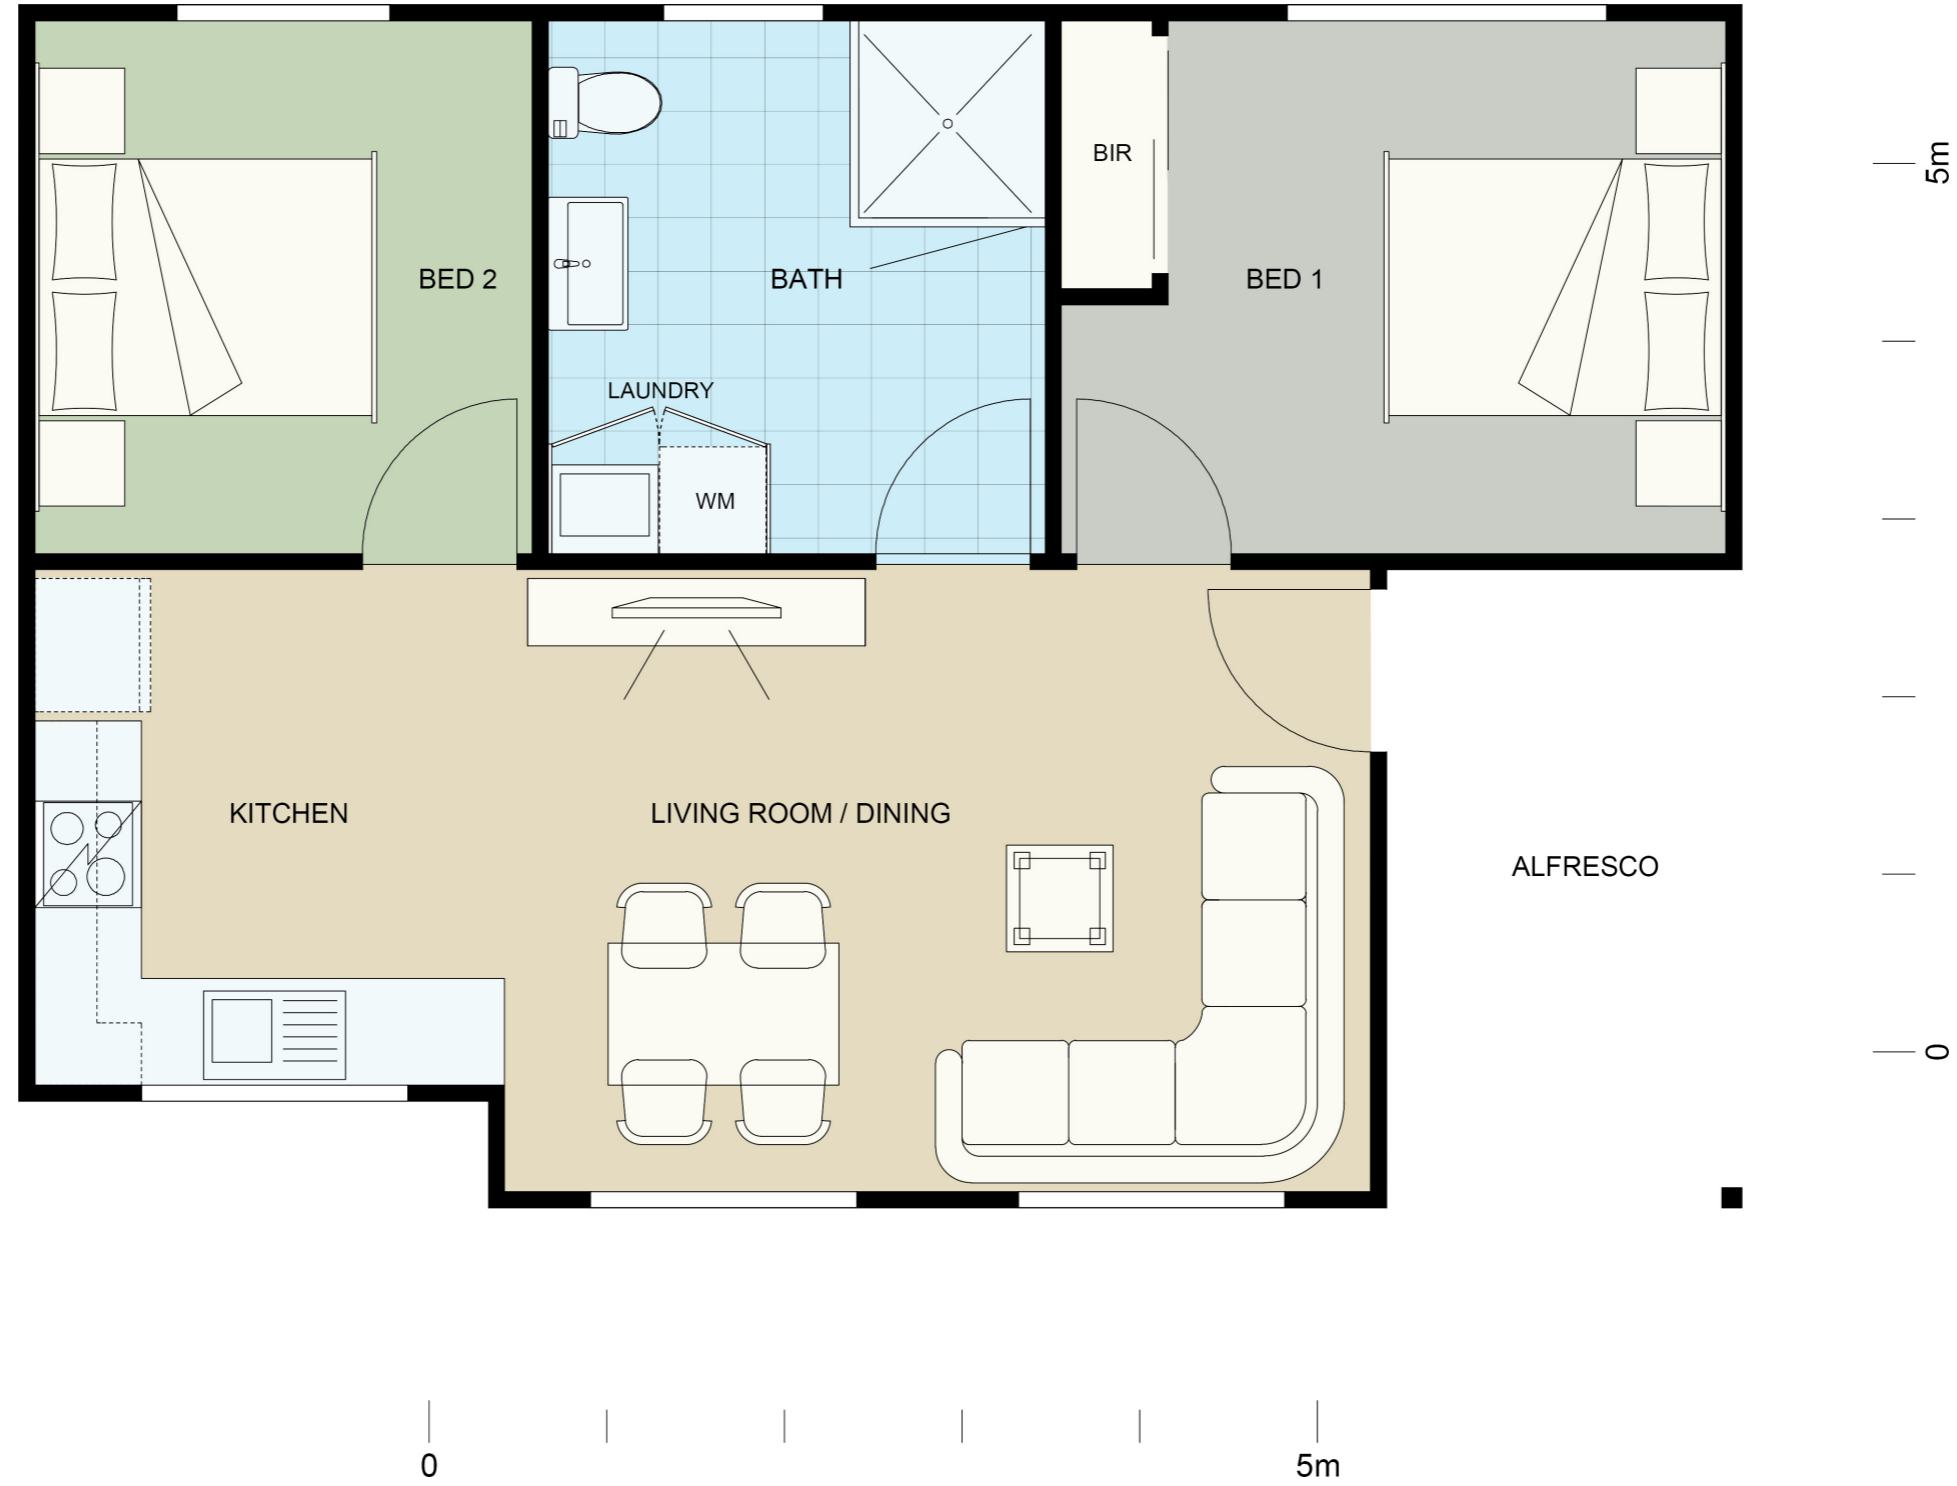 BED 2
BATH
BIR
BED 1
5m
LAUNDRY
WM
KITCHEN
LIVING ROOM / DINING
ALFRESCO
0
0
5m